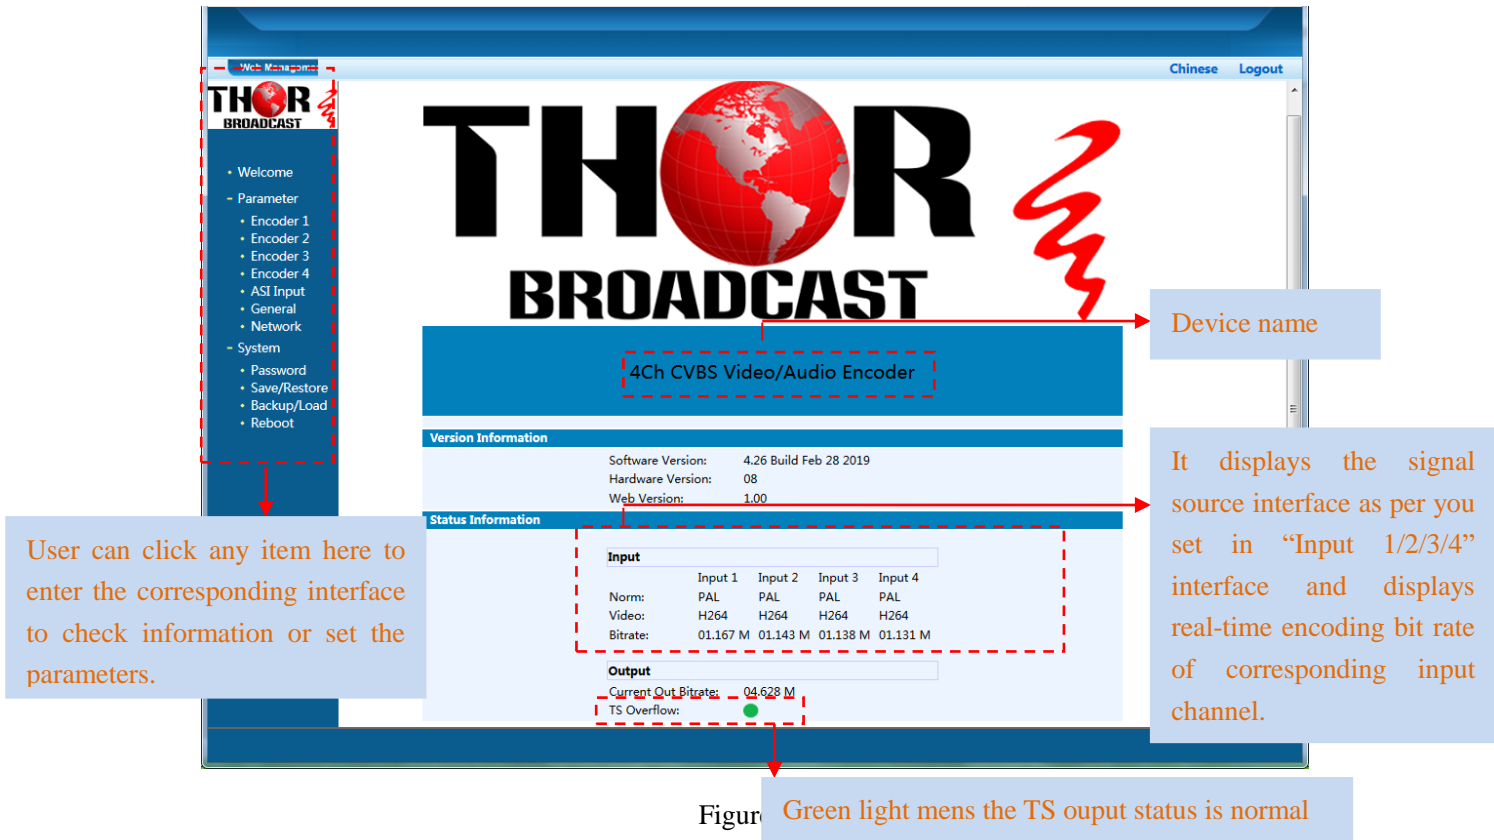 Web Manageme
Chinese Logout
THOR
BROADCAST
Welcome
Parameter
Encoder 1
Encoder 2
Encoder 3
Encoder 4
ASI Input
General
Network
System
Password
Save/Restore
Backup/Load
Reboot
THOR
BROADCAST
Device name
4Ch CVBS Video/Audio Encoder
Version Information
Software Version: 4.26 Build Feb 28 2019
Hardware Version: 08
Web Version: 1.00
Status Information
Input
Input 1 Input 2 Input 3 Input 4
Norm: PAL PAL PAL PAL
Video: H264 H264 H264 H264
Bitrate: 01.167 M 01.143 M 01.138 M 01.131 M
Output
Current Out Bitrate: 04.628 M
TS Overflow:
User can click any item here to
enter the corresponding interface
to check information or set the
parameters.
It displays the signal
source interface as per you
set in “Input 1/2/3/4”
interface and displays
real-time encoding bit rate
of corresponding input
channel.
Figur
Green light mens the TS ouput status is normal